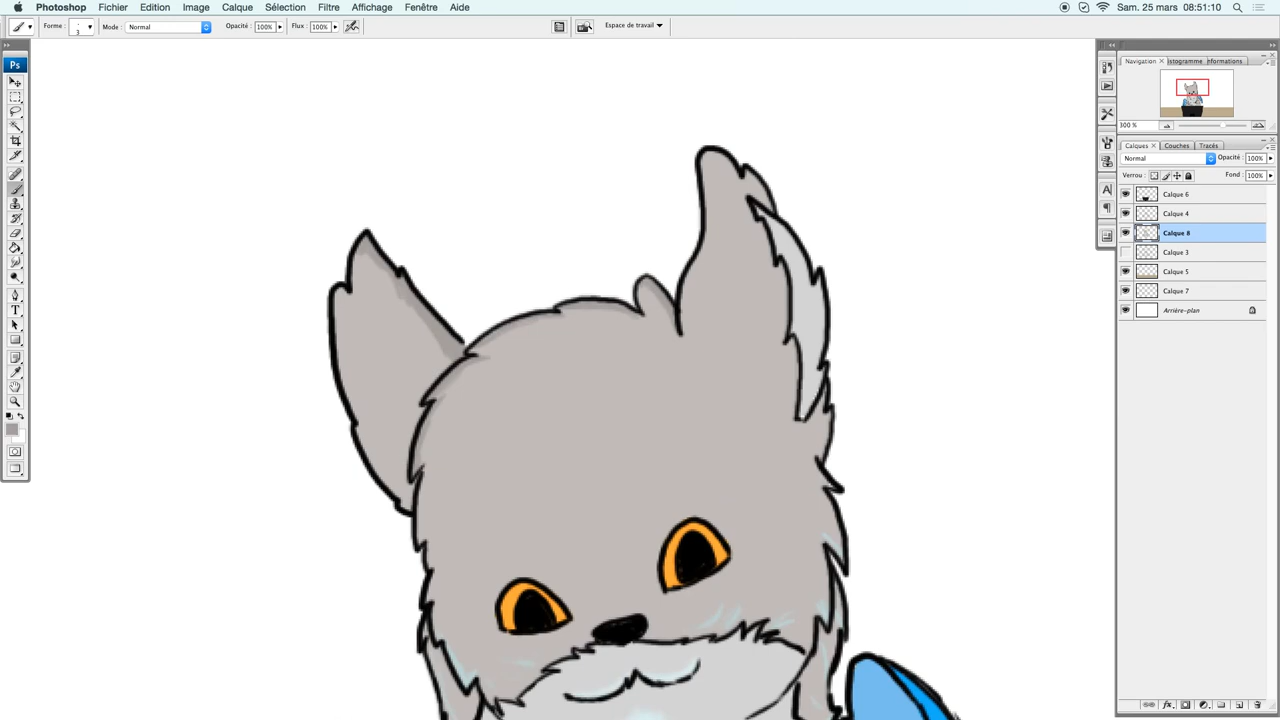 Photoshop Fichier Edition Image Calque Sélection Filtre Affichage Fenêtre Aide Sam. 25 mars 08:51:10
Forme : 3 Mode : Normal Opacité : 100% Flux : 100% Espace de travail
Ps
Navigation istogramme nformations
300 %
Calques Couches Tracés
Normal Opacité : 100%
Verrou : Fond : 100%
Calque 6
Calque 4
Calque 8
Calque 3
Calque 5
Calque 7
Arrière-plan